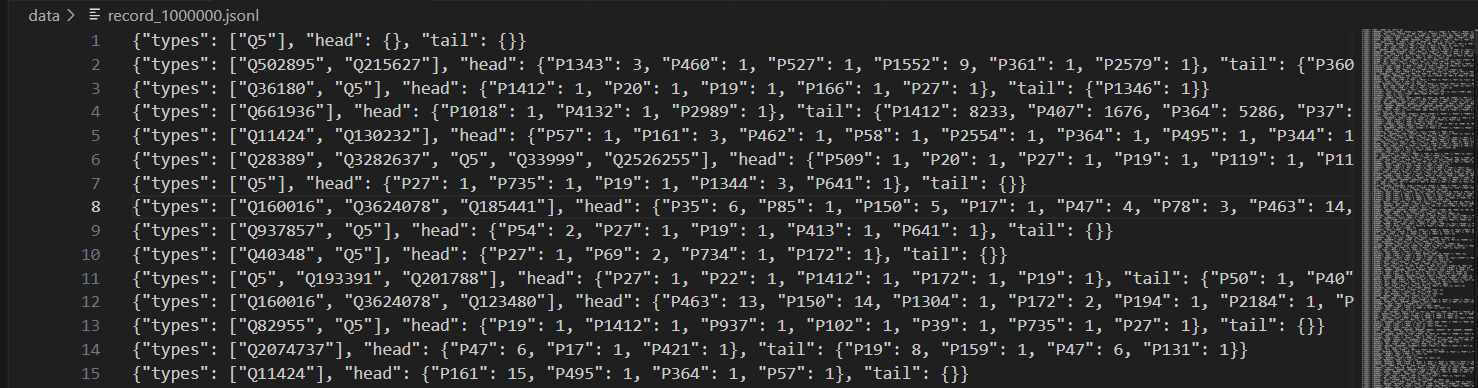 data > record_1000000.jsonl
1 {"types": ["Q5"], "head": {}, "tail": {}}
2 {"types": ["Q502895", "Q215627"], "head": {"P1343": 3, "P460": 1, "P527": 1, "P1552": 9, "P361": 1, "P2579": 1}, "tail": {"P360
3 {"types": ["Q36180", "Q5"], "head": {"P1412": 1, "P20": 1, "P19": 1, "P166": 1, "P27": 1}, "tail": {"P1346": 1}}
4 {"types": ["Q661936"], "head": {"P1018": 1, "P4132": 1, "P2989": 1}, "tail": {"P1412": 8233, "P407": 1676, "P364": 5286, "P37":
5 {"types": ["Q11424", "Q130232"], "head": {"P57": 1, "P161": 3, "P462": 1, "P58": 1, "P2554": 1, "P364": 1, "P495": 1, "P344": 1
6 {"types": ["Q28389", "Q3282637", "Q5", "Q33999", "Q2526255"], "head": {"P509": 1, "P20": 1, "P27": 1, "P19": 1, "P119": 1, "P11
7 {"types": ["Q5"], "head": {"P27": 1, "P735": 1, "P19": 1, "P1344": 3, "P641": 1}, "tail": {}}
8 {"types": ["Q160016", "Q3624078", "Q185441"], "head": {"P35": 6, "P85": 1, "P150": 5, "P17": 1, "P47": 4, "P78": 3, "P463": 14,
9 {"types": ["Q937857", "Q5"], "head": {"P54": 2, "P27": 1, "P19": 1, "P413": 1, "P641": 1}, "tail": {}}
10 {"types": ["Q40348", "Q5"], "head": {"P27": 1, "P69": 2, "P734": 1, "P172": 1}, "tail": {}}
11 {"types": ["Q5", "Q193391", "Q201788"], "head": {"P27": 1, "P22": 1, "P1412": 1, "P172": 1, "P19": 1}, "tail": {"P50": 1, "P40"
12 {"types": ["Q160016", "Q3624078", "Q123480"], "head": {"P463": 13, "P150": 14, "P1304": 1, "P172": 2, "P194": 1, "P2184": 1, "P
13 {"types": ["Q82955", "Q5"], "head": {"P19": 1, "P1412": 1, "P937": 1, "P102": 1, "P39": 1, "P735": 1, "P27": 1}, "tail": {}}
14 {"types": ["Q2074737"], "head": {"P47": 6, "P17": 1, "P421": 1}, "tail": {"P19": 8, "P159": 1, "P47": 6, "P131": 1}}
15 {"types": ["Q11424"], "head": {"P161": 15, "P495": 1, "P364": 1, "P57": 1}, "tail": {}}